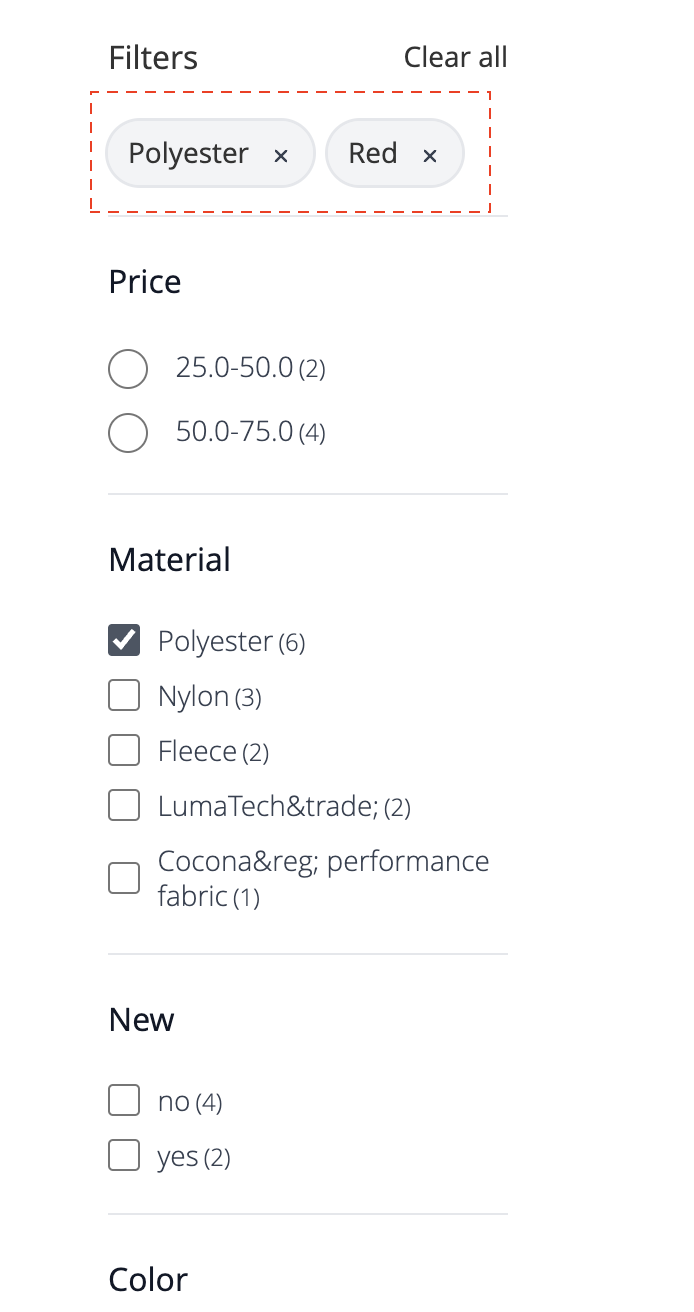 Filters Clear all
Polyester × Red ×
Price
25.0-50.0 (2)
50.0-75.0 (4)
Material
Polyester (6)
Nylon (3)
Fleece (2)
LumaTech&trade; (2)
Cocona&reg; performance
fabric (1)
New
no (4)
yes (2)
Color